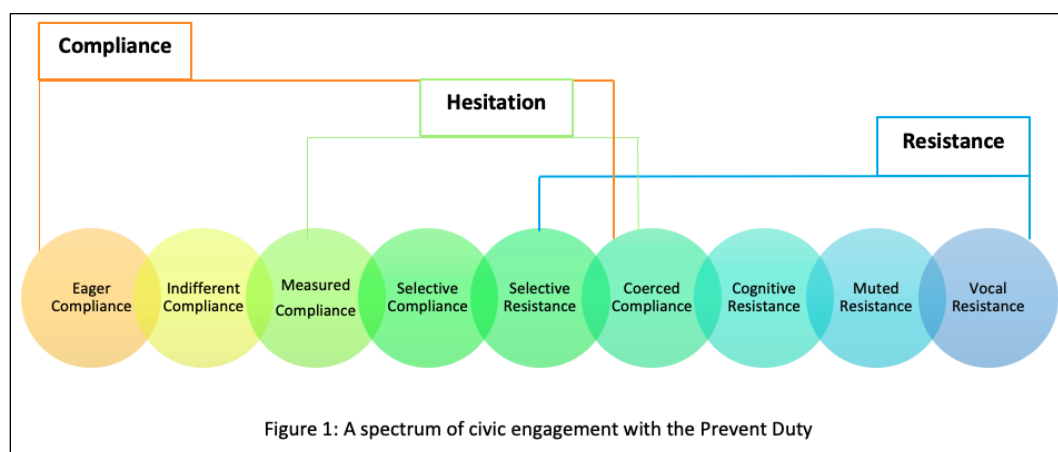 Compliance
Hesitation
Resistance
Eager
Compliance
Indifferent
Compliance
Measured
Compliance
Selective
Compliance
Selective
Resistance
Coerced
Compliance
Cognitive
Resistance
Muted
Resistance
Vocal
Resistance
Figure 1: A spectrum of civic engagement with the Prevent Duty